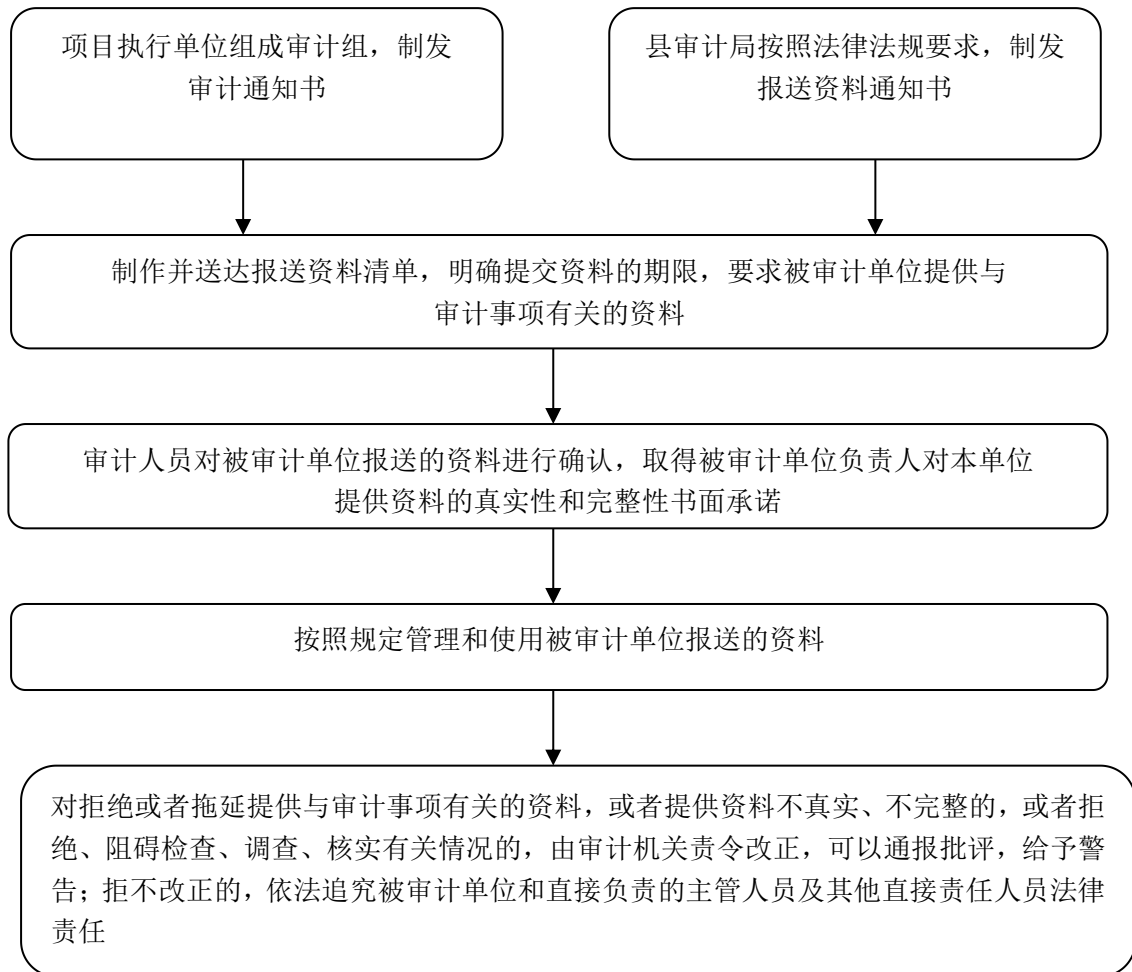 项目执行单位组成审计组，制发
审计通知书
县审计局按照法律法规要求，制发
报送资料通知书
制作并送达报送资料清单，明确提交资料的期限，要求被审计单位提供与
审计事项有关的资料
审计人员对被审计单位报送的资料进行确认，取得被审计单位负责人对本单位
提供资料的真实性和完整性书面承诺
按照规定管理和使用被审计单位报送的资料
对拒绝或者拖延提供与审计事项有关的资料，或者提供资料不真实、不完整的，或者拒
绝、阻碍检查、调查、核实有关情况的，由审计机关责令改正，可以通报批评，给予警
告；拒不改正的，依法追究被审计单位和直接负责的主管人员及其他直接责任人员法律
责任